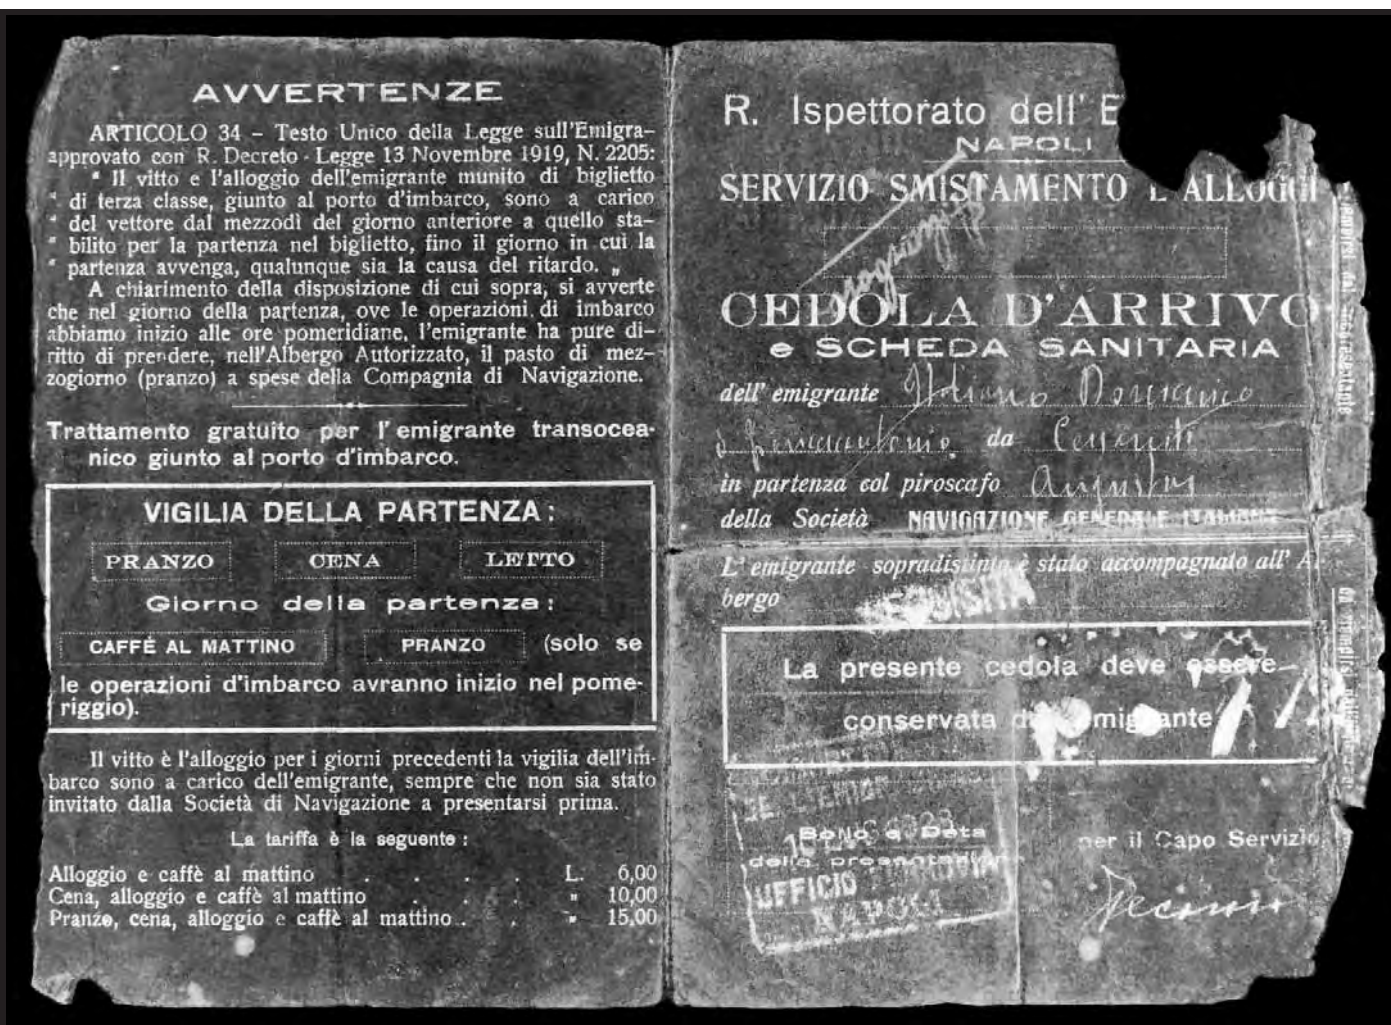 AVVERTENZE
ARTICOLO 34 – Testo Unico della Legge sull'Emigra-
approvato con R. Decreto - Legge 13 Novembre 1919, N. 2205:
" Il vitto e l'alloggio dell'emigrante munito di biglietto
" di terza classe, giunto al porto d'imbarco, sono a carico
" del vettore dal mezzodì del giorno anteriore a quello sta-
" bilito per la partenza nel biglietto, fino il giorno in cui la
" partenza avvenga, qualunque sia la causa del ritardo. „
A chiarimento della disposizione di cui sopra, si avverte
che nel giorno della partenza, ove le operazioni di imbarco
abbiamo inizio alle ore pomeridiane, l'emigrante ha pure di-
ritto di prendere, nell'Albergo Autorizzato, il pasto di mez-
zogiorno (pranzo) a spese della Compagnia di Navigazione.
Trattamento gratuito per l'emigrante transocea-
nico giunto al porto d'imbarco.
VIGILIA DELLA PARTENZA:
PRANZO CENA LETTO
Giorno della partenza:
CAFFÈ AL MATTINO PRANZO (solo se
le operazioni d'imbarco avranno inizio nel pome-
riggio).
Il vitto è l'alloggio per i giorni precedenti la vigilia dell'im-
barco sono a carico dell'emigrante, sempre che non sia stato
invitato dalla Società di Navigazione a presentarsi prima.
La tariffa è la seguente:
Alloggio e caffè al mattino . . . . L. 6,00
Cena, alloggio e caffè al mattino . . . " 10,00
Pranzo, cena, alloggio e caffè al mattino . . " 15,00
R. Ispettorato dell' E
NAPOLI
SERVIZIO SMISTAMENTO E ALLOGGI
CEDOLA D'ARRIVO
e SCHEDA SANITARIA
dell' emigrante Domenico
da
in partenza col piroscafo Augustus
della Società NAVIGAZIONE GENERALE ITALIANA
L' emigrante sopradistinto è stato accompagnato all' Al
bergo
La presente cedola deve essere
conservata emigrante
Bollo e Data
della presentazione
UFFICIO
NAPOLI
per il Capo Servizio